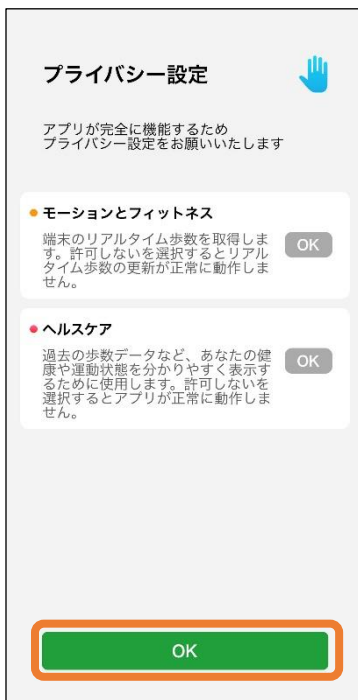 プライバシー設定
アプリが完全に機能するため
プライバシー設定をお願いいたします
モーションとフィットネス
端末のリアルタイム歩数を取得しま
す。許可しないを選択するとリアル
タイム歩数の更新が正常に動作しま
せん。
OK
ヘルスケア
過去の歩数データなど、あなたの健
康や運動状態を分かりやすく表示す
るために使用します。許可しないを
選択するとアプリが正常に動作しま
せん。
OK
OK